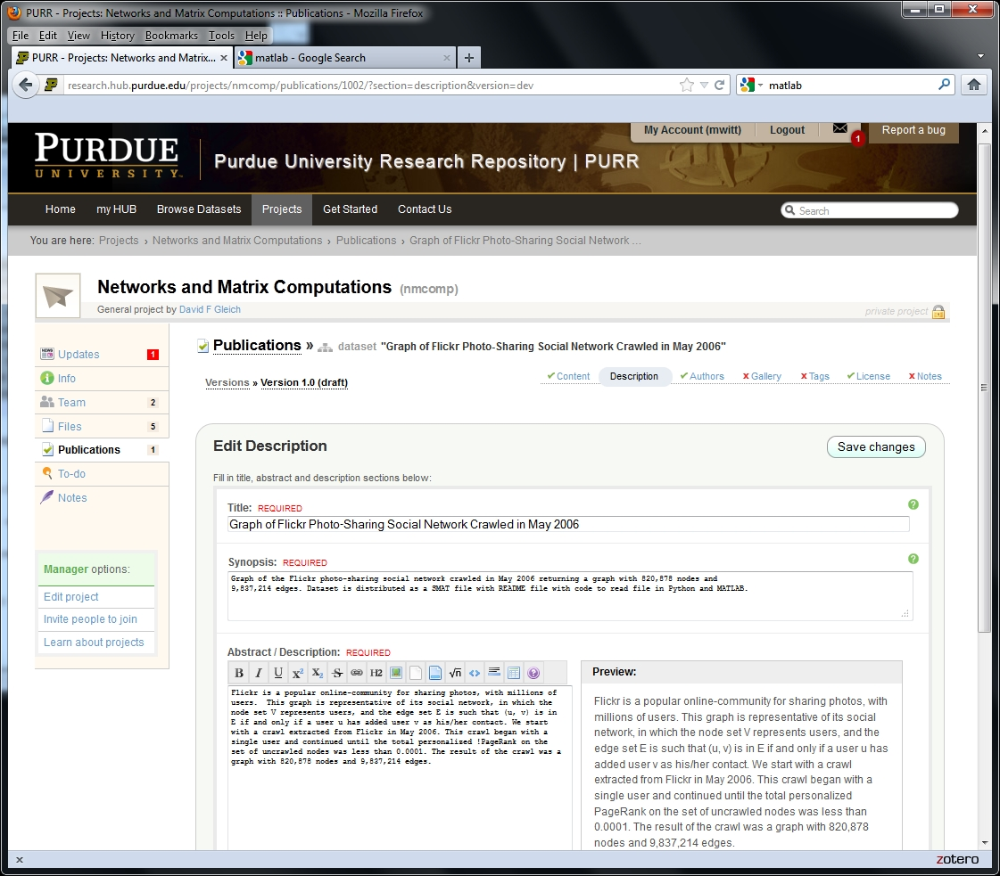 PURR - Projects: Networks and Matrix Computations :: Publications - Mozilla Firefox
File Edit View History Bookmarks Tools Help
PURR - Projects: Networks and Matrix... × matlab - Google Search × +
research.hub.purdue.edu/projects/nmcomp/publications/1002/?section=description&version=dev matlab
My Account (mwitt) Logout 1 Report a bug
PURDUE
UNIVERSITY
Purdue University Research Repository | PURR
Home my HUB Browse Datasets Projects Get Started Contact Us Search
You are here: Projects › Networks and Matrix Computations › Publications › Graph of Flickr Photo-Sharing Social Network ...
Networks and Matrix Computations (nmcomp)
General project by David F Gleich private project
Updates 1
Info
Team 2
Files 5
Publications 1
To-do
Notes
Manager options:
Edit project
Invite people to join
Learn about projects
Publications » dataset "Graph of Flickr Photo-Sharing Social Network Crawled in May 2006"
Versions » Version 1.0 (draft)
Content Description Authors Gallery Tags License Notes
Edit Description Save changes
Fill in title, abstract and description sections below:
Title: REQUIRED
Graph of Flickr Photo-Sharing Social Network Crawled in May 2006
Synopsis: REQUIRED
Graph of the Flickr photo-sharing social network crawled in May 2006 returning a graph with 820,878 nodes and
9,837,214 edges. Dataset is distributed as a SMAT file with README file with code to read file in Python and MATLAB.
Abstract / Description: REQUIRED
B I U X² X₂ S H2 √n <> ?
Flickr is a popular online-community for sharing photos, with millions of
users. This graph is representative of its social network, in which the
node set V represents users, and the edge set E is such that (u, v) is in
E if and only if a user u has added user v as his/her contact. We start
with a crawl extracted from Flickr in May 2006. This crawl began with a
single user and continued until the total personalized !PageRank on the
set of uncrawled nodes was less than 0.0001. The result of the crawl was a
graph with 820,878 nodes and 9,837,214 edges.
Preview:
Flickr is a popular online-community for sharing photos, with
millions of users. This graph is representative of its social
network, in which the node set V represents users, and the
edge set E is such that (u, v) is in E if and only if a user u has
added user v as his/her contact. We start with a crawl
extracted from Flickr in May 2006. This crawl began with a
single user and continued until the total personalized
PageRank on the set of uncrawled nodes was less than
0.0001. The result of the crawl was a graph with 820,878
nodes and 9,837,214 edges.
x zotero